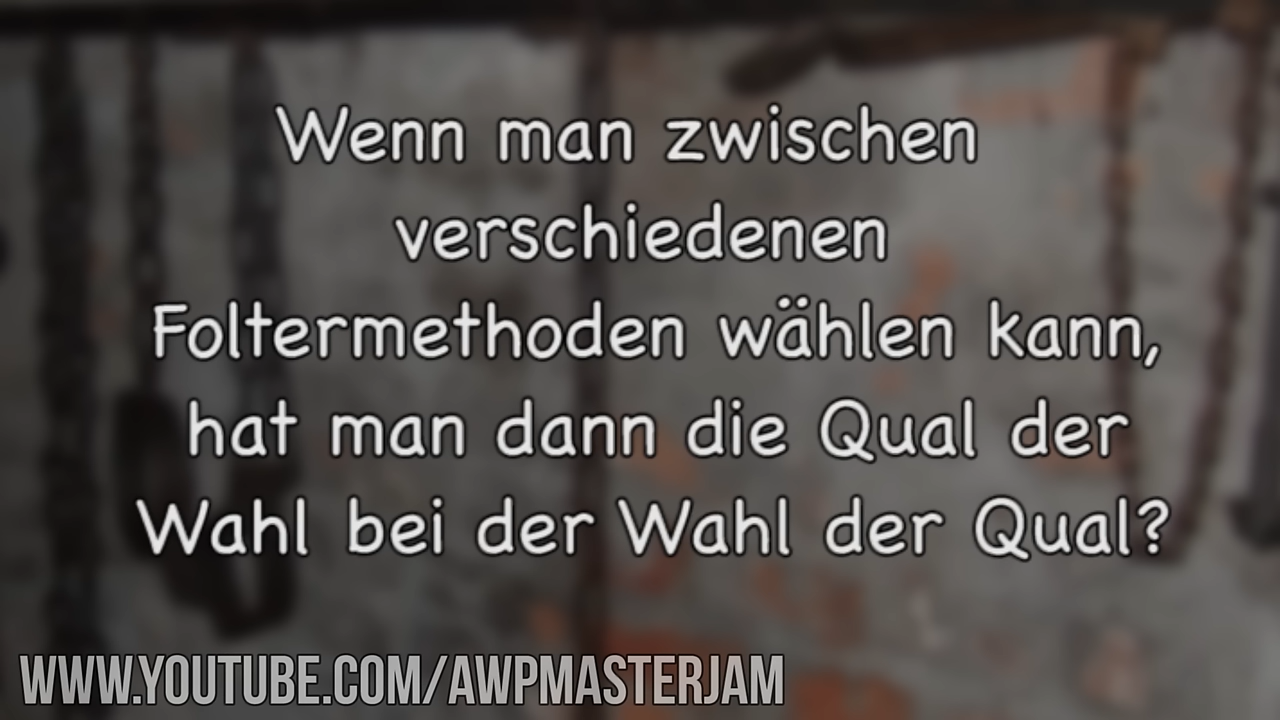 Wenn man zwischen
verschiedenen
Foltermethoden wählen kann,
hat man dann die Qual der
Wahl bei der Wahl der Qual?
WWW.YOUTUBE.COM/AWPMASTERJAM